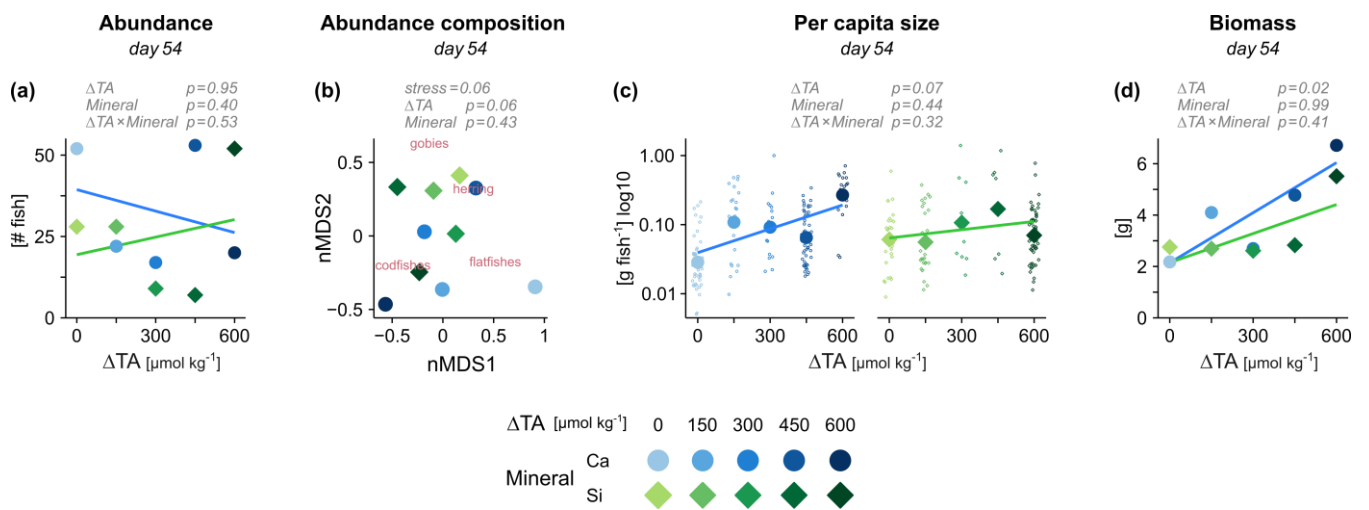 Abundance
day 54
Abundance composition
day 54
Per capita size
day 54
Biomass
day 54
(a)
ΔTA p=0.95
Mineral p=0.40
ΔTA×Mineral p=0.53
[# fish]
50
25
0
0 300 600
ΔTA [µmol kg⁻¹]
(b)
stress=0.06
ΔTA p=0.06
Mineral p=0.43
gobies
herring
codfishes
flatfishes
nMDS2
0.5
0
−0.5
−0.5 0 0.5 1
nMDS1
(c)
ΔTA p=0.07
Mineral p=0.44
ΔTA×Mineral p=0.32
[g fish⁻¹] log10
1.00
0.10
0.01
0 300 600 0 300 600
ΔTA [µmol kg⁻¹]
(d)
ΔTA p=0.02
Mineral p=0.99
ΔTA×Mineral p=0.41
[g]
6
4
2
0
0 300 600
ΔTA [µmol kg⁻¹]
ΔTA [µmol kg⁻¹] 0 150 300 450 600
Mineral
Ca
Si